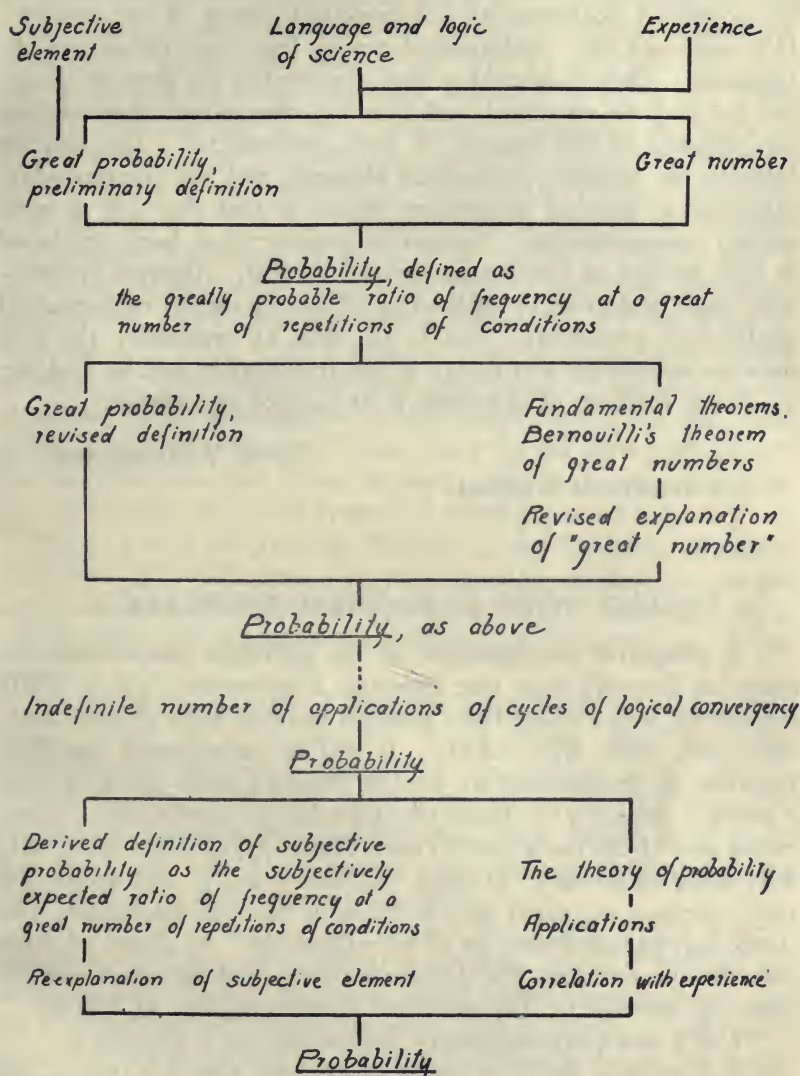 Subjective element
Language and logic of science
Experience
Great probability,
preliminary definition
Great number
Probability, defined as
the greatly probable ratio of frequency at a great
number of repetitions of conditions
Great probability,
revised definition
Fundamental theorems.
Bernouilli's theorem
of great numbers
Revised explanation
of "great number"
Probability, as above
Indefinite number of applications of cycles of logical convergency
Probability
Derived definition of subjective
probability as the subjectively
expected ratio of frequency at a
great number of repetitions of conditions
The theory of probability
Applications
Re-explanation of subjective element
Correlation with experience
Probability